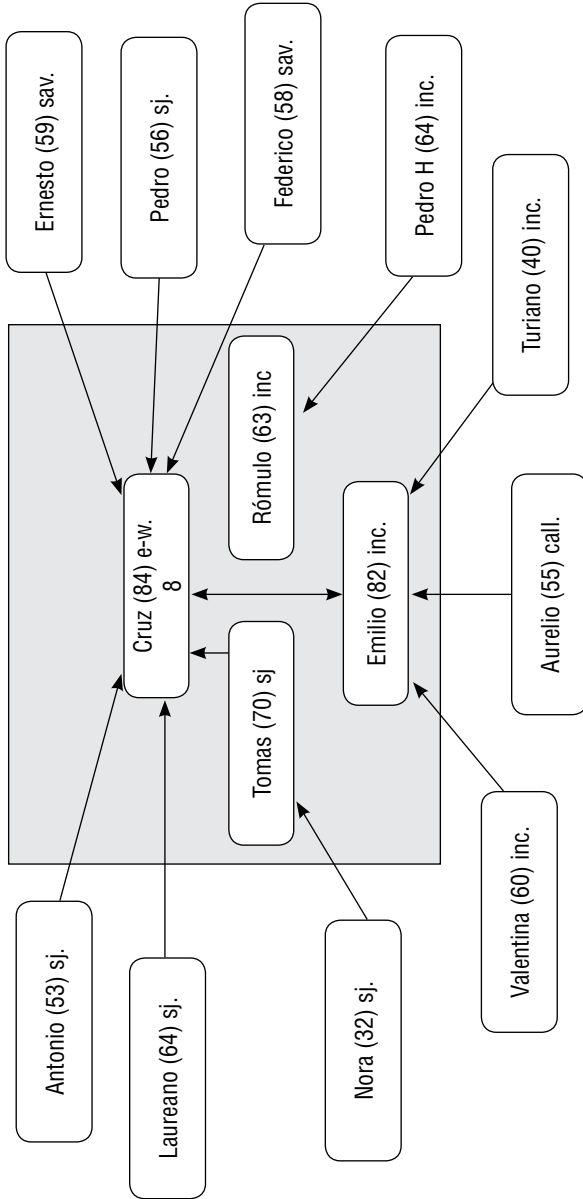 Ernesto (59) sav.
Pedro (56) sj.
Federico (58) sav.
Antonio (53) sj.
Laureano (64) sj.
Cruz (84) e-w.
8
Tomas (70) sj
Rómulo (63) inc
Nora (32) sj.
Pedro H (64) inc.
Emilio (82) inc.
Valentina (60) inc.
Aurelio (55) call.
Turiano (40) inc.